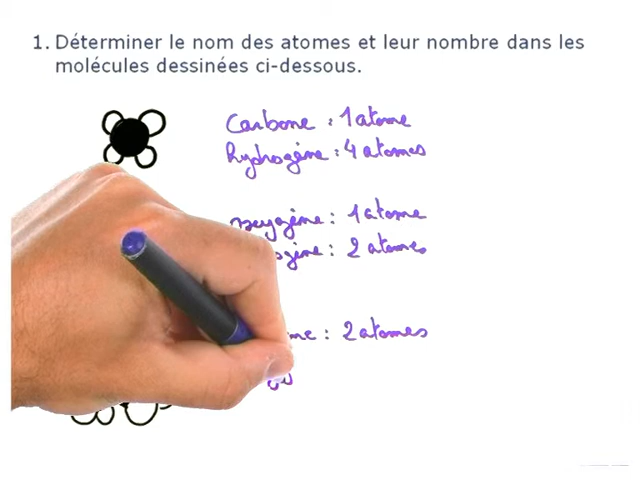 1. Déterminer le nom des atomes et leur nombre dans les
molécules dessinées ci-dessous.
Carbone : 1 atome
hydrogène : 4 atomes
: 1 atome
: 2 atomes
: 2 atomes